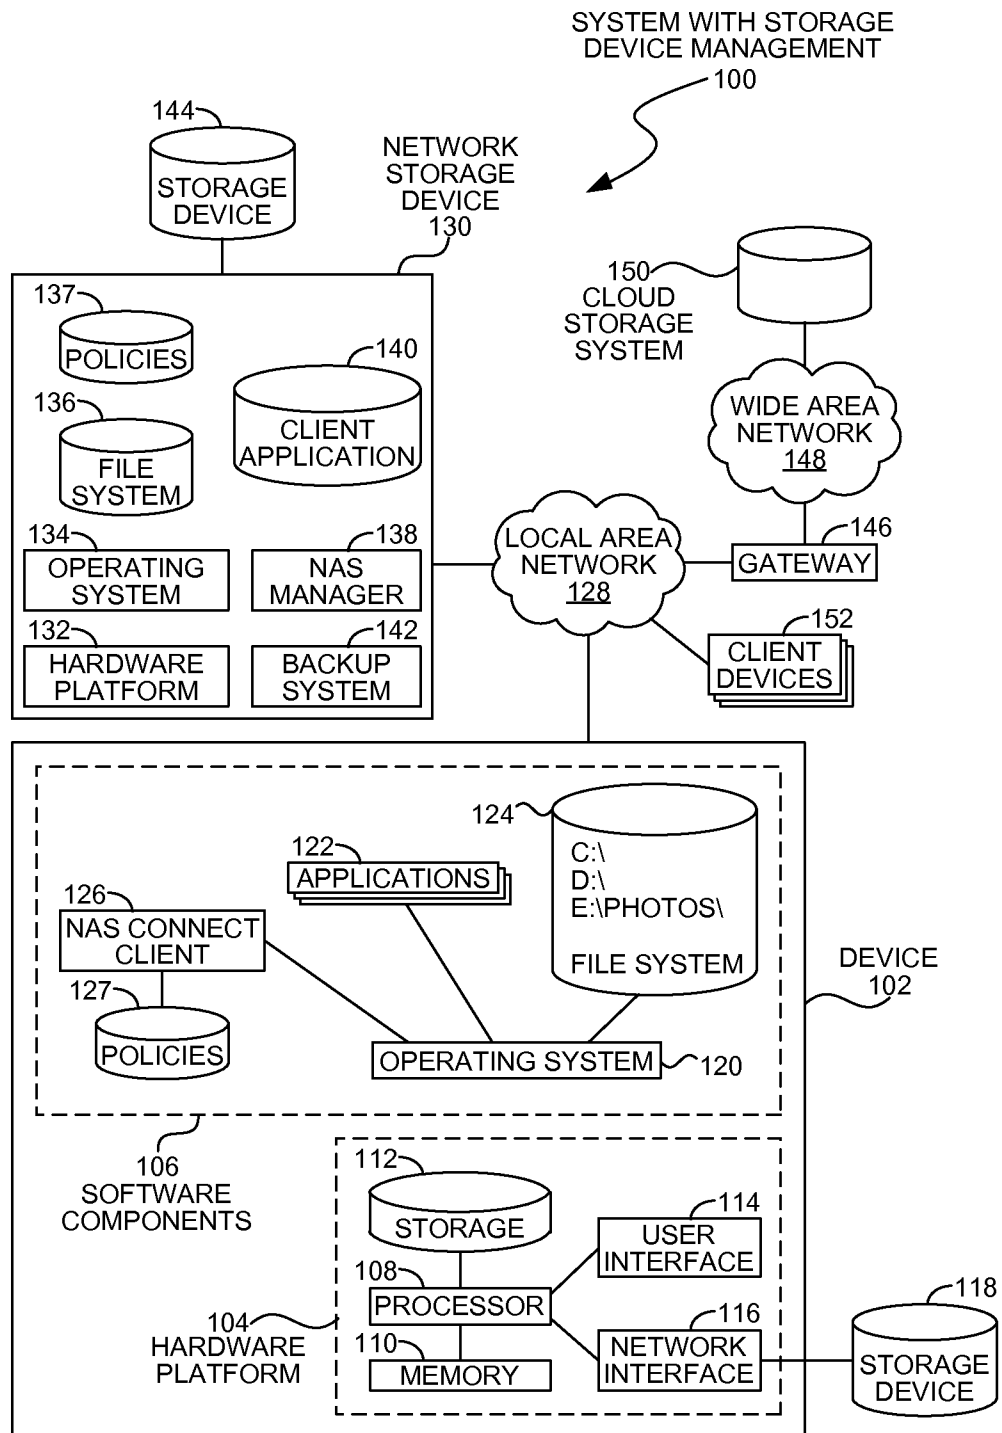 SYSTEM WITH STORAGE
DEVICE MANAGEMENT
100
144
STORAGE
DEVICE
NETWORK
STORAGE
DEVICE
130
150
CLOUD
STORAGE
SYSTEM
137
POLICIES
140
CLIENT
APPLICATION
136
FILE
SYSTEM
WIDE AREA
NETWORK
148
134
OPERATING
SYSTEM
138
NAS
MANAGER
LOCAL AREA
NETWORK
128
146
GATEWAY
132
HARDWARE
PLATFORM
142
BACKUP
SYSTEM
152
CLIENT
DEVICES
124
C:\
D:\
E:\PHOTOS\
FILE SYSTEM
122
APPLICATIONS
126
NAS CONNECT
CLIENT
127
POLICIES
OPERATING SYSTEM
120
DEVICE
102
106
SOFTWARE
COMPONENTS
112
STORAGE
114
USER
INTERFACE
108
PROCESSOR
104
HARDWARE
PLATFORM
110
MEMORY
116
NETWORK
INTERFACE
118
STORAGE
DEVICE